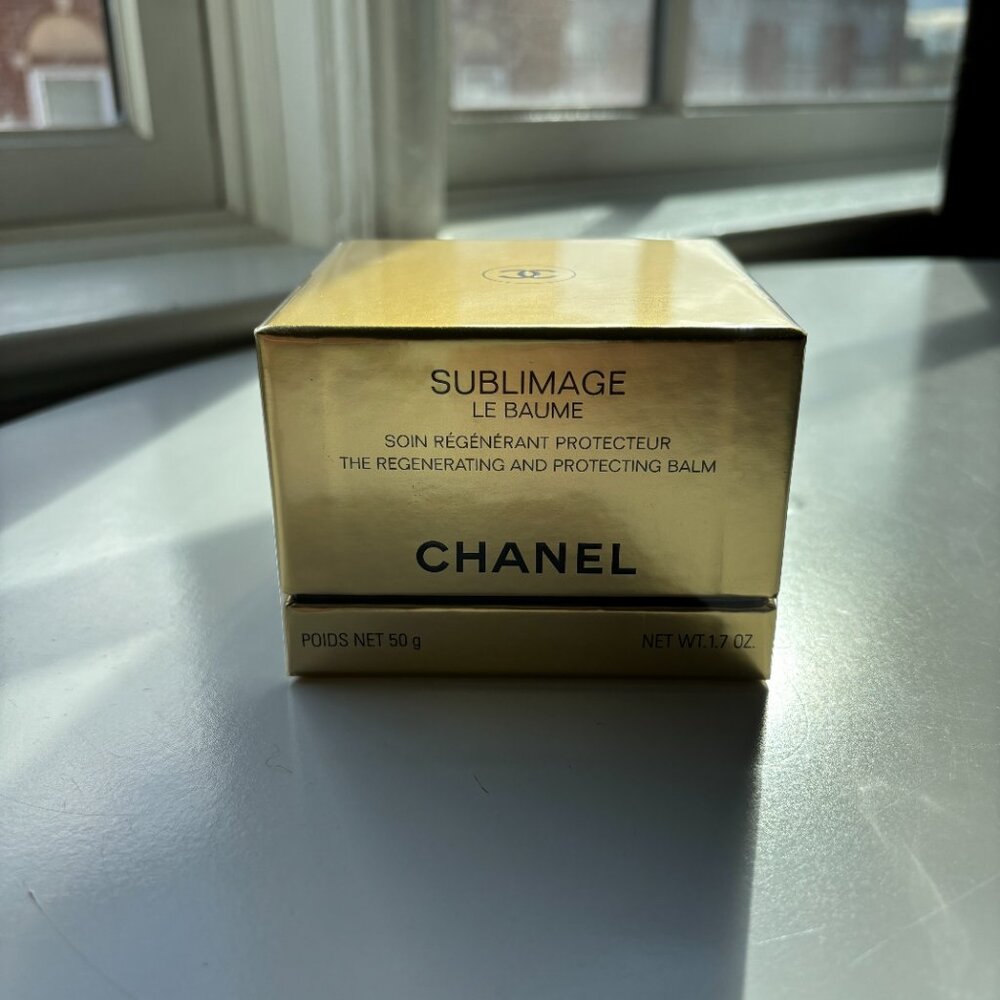 SUBLIMAGE
LE BAUME
SOIN RÉGÉNÉRANT PROTECTEUR
THE REGENERATING AND PROTECTING BALM
CHANEL
POIDS NET 50 g
NET WT.1.7 OZ.